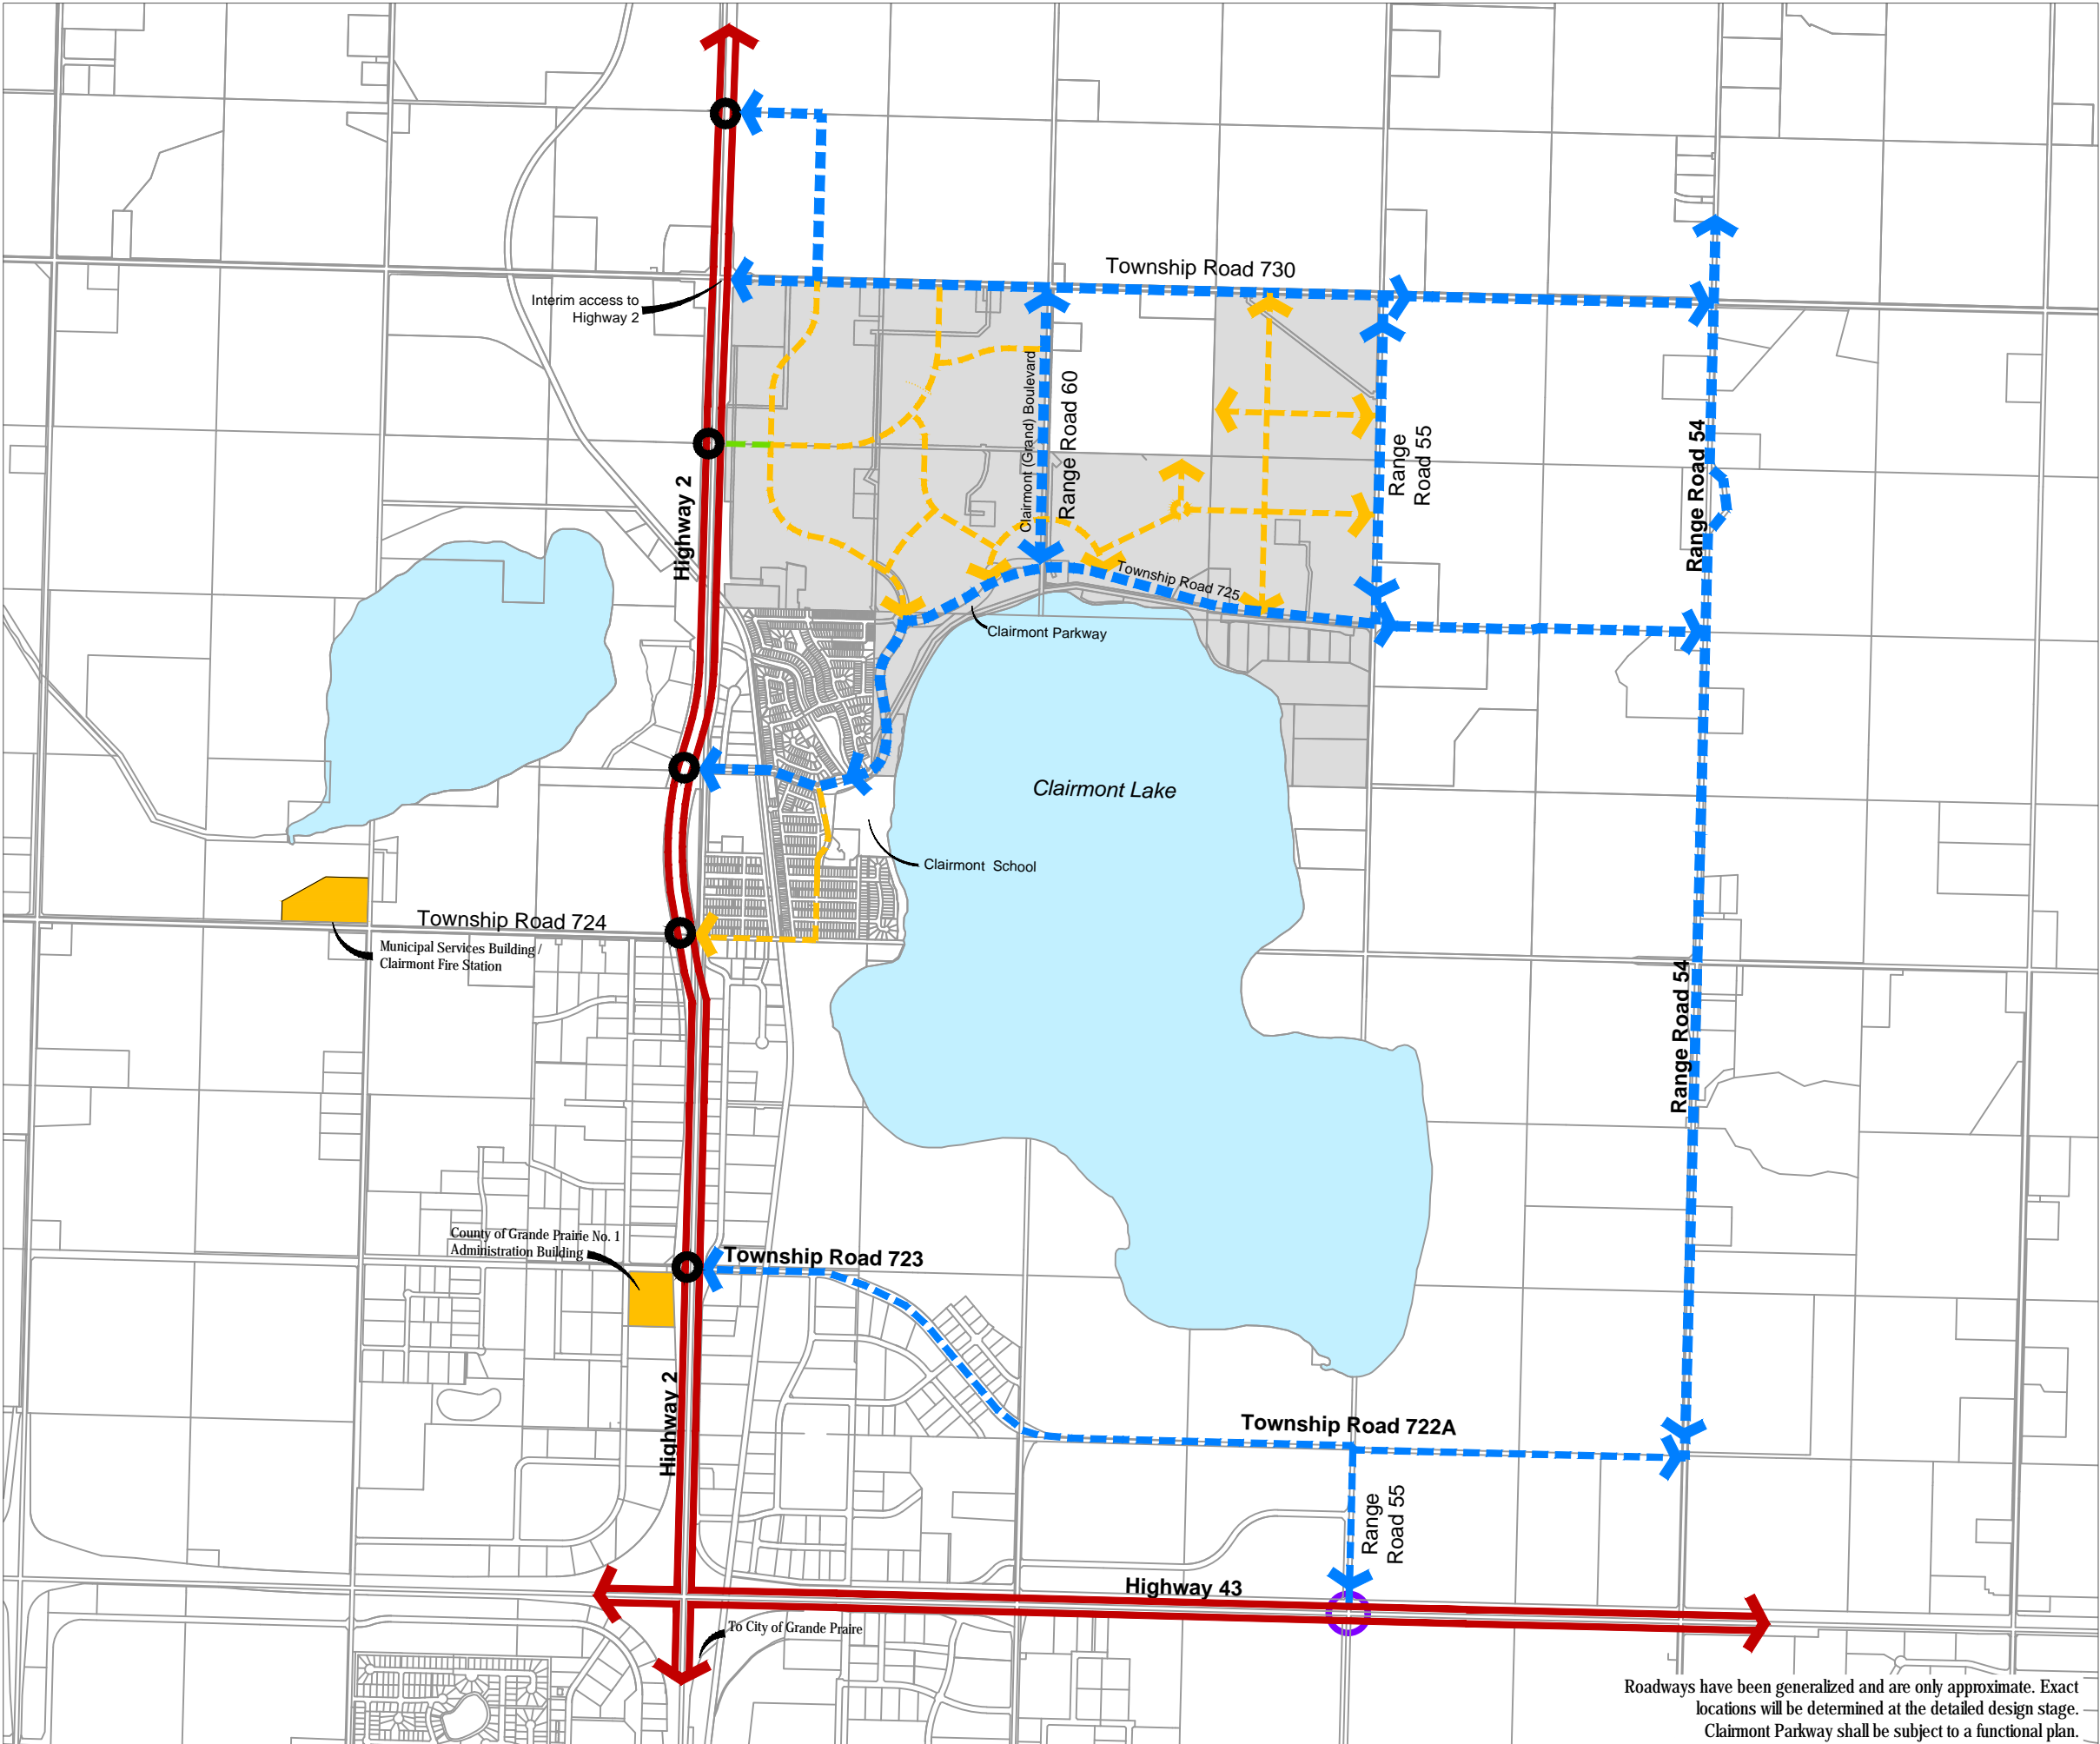 Township Road 730
Interim access to
Highway 2
Clairmont (Grand) Boulevard
Range Road 60
Range
Road 55
Range Road 54
Highway 2
Township Road 725
Clairmont Parkway
Clairmont Lake
Clairmont School
Township Road 724
Municipal Services Building /
Clairmont Fire Station
Range Road 54
County of Grande Prairie No. 1
Administration Building
Township Road 723
Highway 2
Township Road 722A
Range
Road 55
Highway 43
To City of Grande Praire
Roadways have been generalized and are only approximate. Exact
locations will be determined at the detailed design stage.
Clairmont Parkway shall be subject to a functional plan.